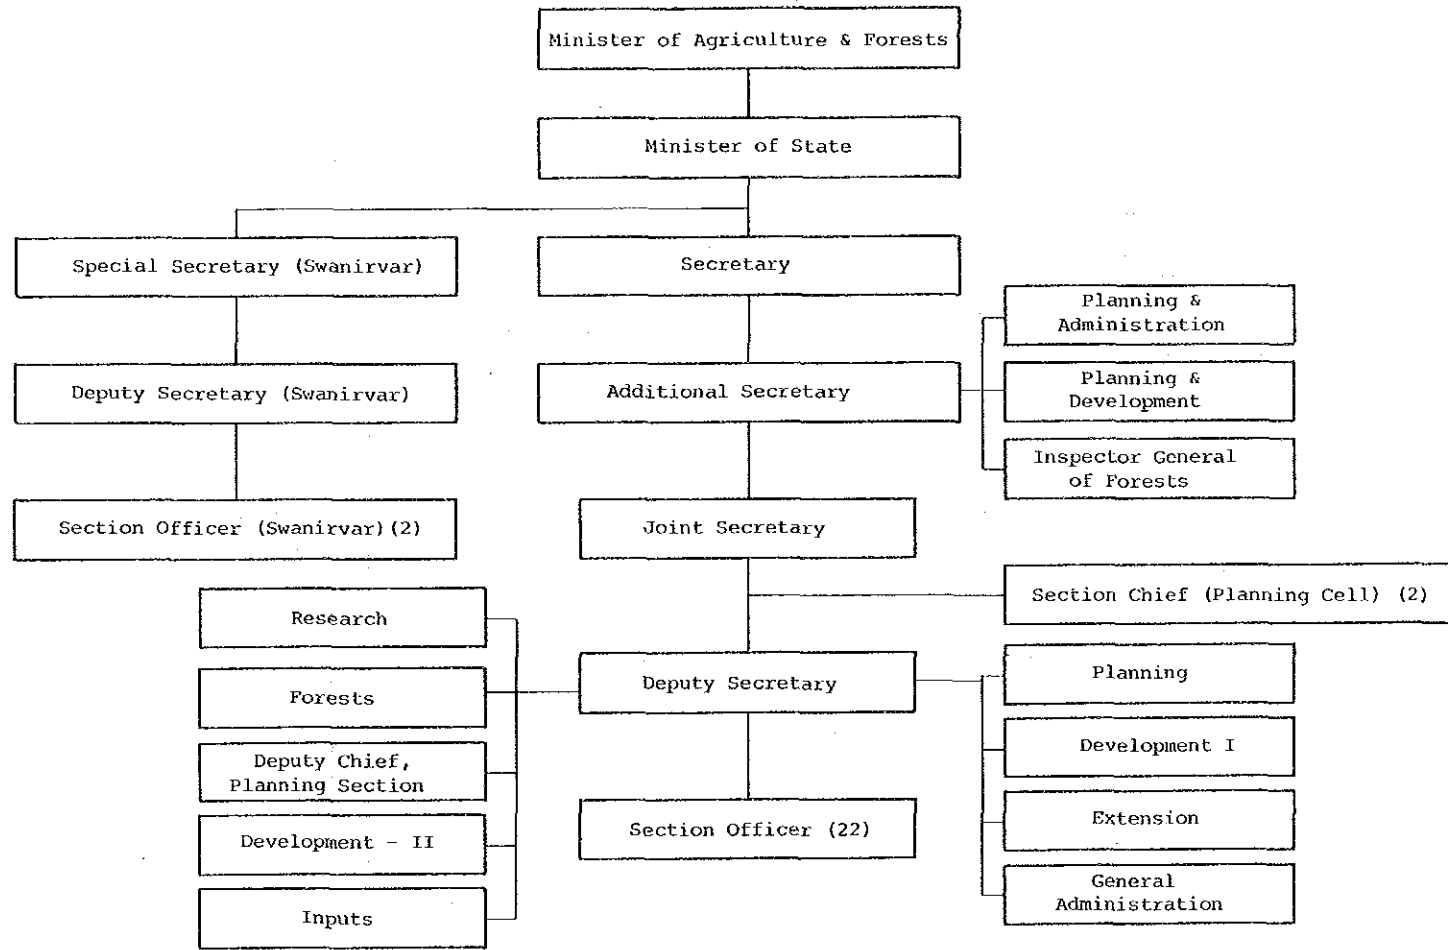 Minister of Agriculture & Forests
Minister of State
Special Secretary (Swanirvar)
Secretary
Planning &
Administration
Deputy Secretary (Swanirvar)
Additional Secretary
Planning &
Development
Inspector General
of Forests
Section Officer (Swanirvar)(2)
Joint Secretary
Section Chief (Planning Cell) (2)
Research
Forests
Deputy Secretary
Planning
Deputy Chief,
Planning Section
Development I
Development - II
Section Officer (22)
Extension
Inputs
General
Administration